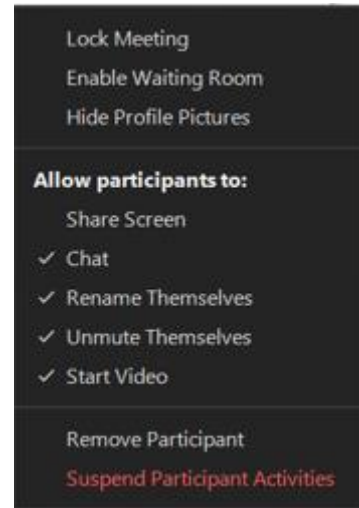 Lock Meeting
Enable Waiting Room
Hide Profile Pictures
Allow participants to:
Share Screen
✓ Chat
✓ Rename Themselves
✓ Unmute Themselves
✓ Start Video
Remove Participant
Suspend Participant Activities